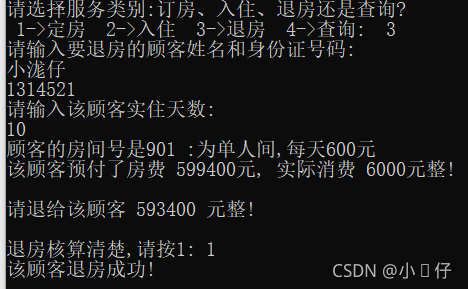 请选择服务类别:订房、入住、退房还是查询?
1->定房 2->入住 3->退房 4->查询: 3
请输入要退房的顾客姓名和身份证号码:
小泷仔
1314521
请输入该顾客实住天数:
10
顾客的房间号是901 :为单人间,每天600元
该顾客预付了房费 599400元, 实际消费 6000元整!
请退给该顾客 593400 元整!
退房核算清楚,请按1: 1
该顾客退房成功!
CSDN @小▯仔